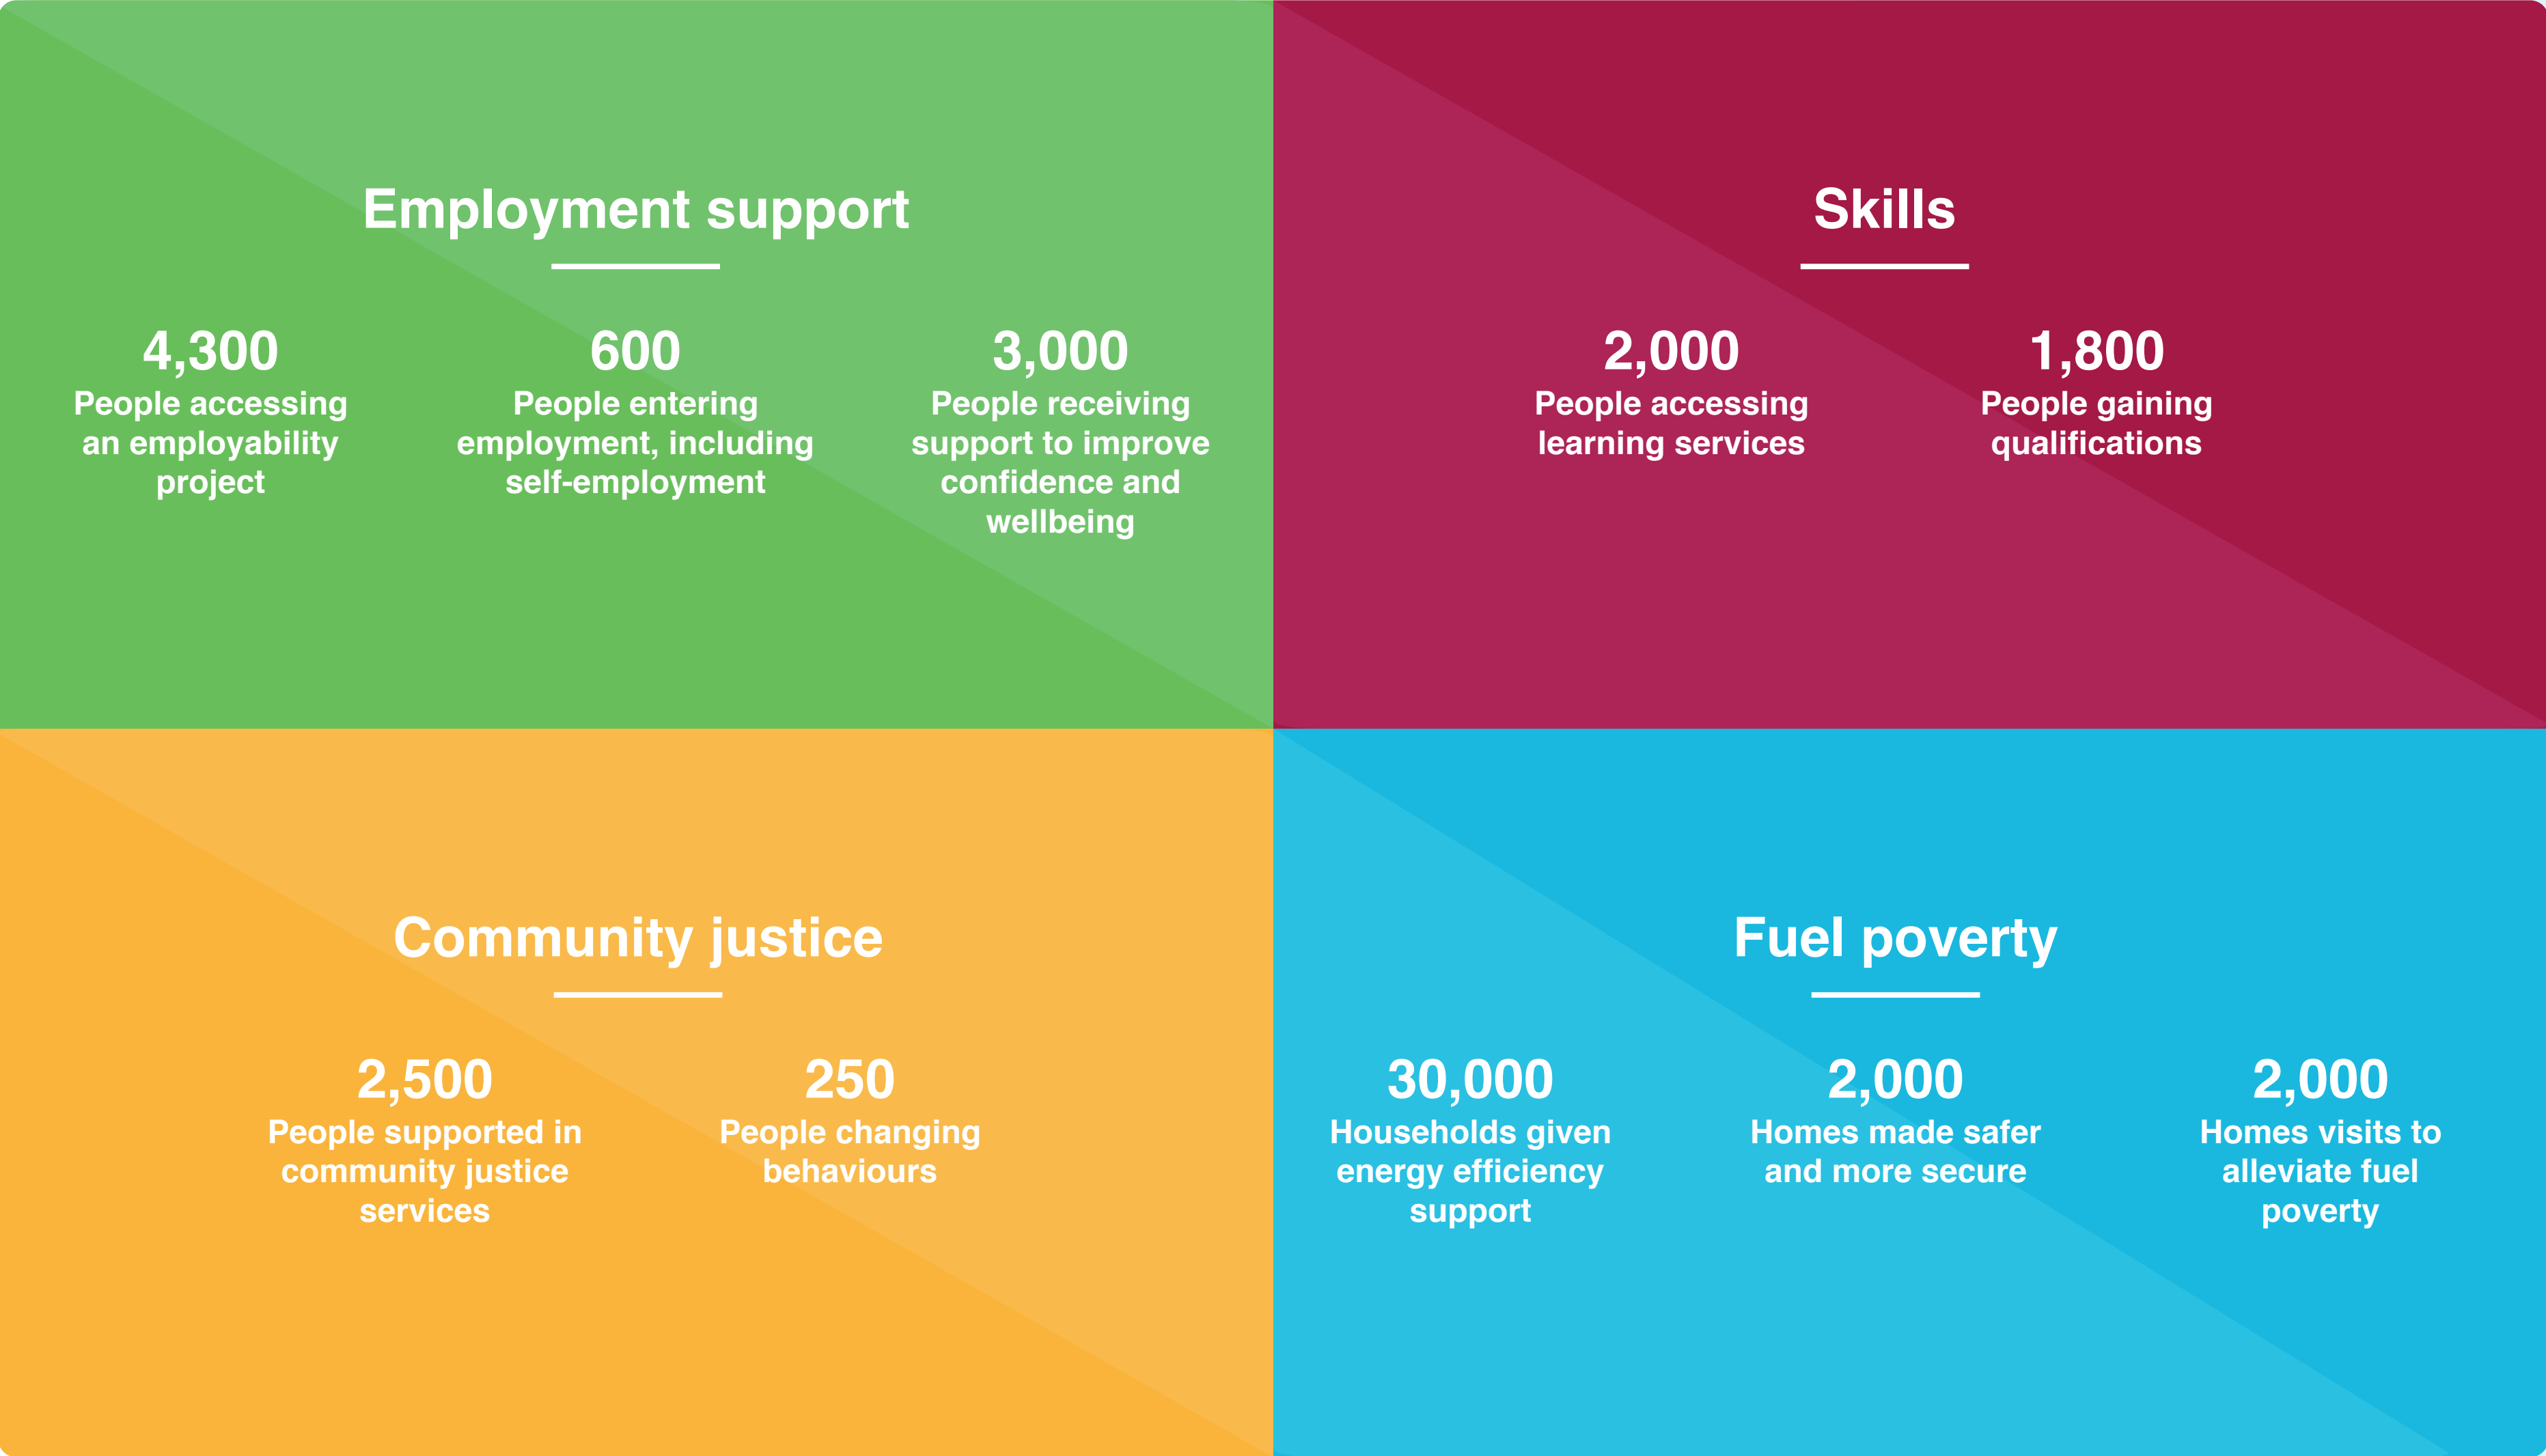 Employment support
4,300
People accessing
an employability
project
600
People entering
employment, including
self-employment
3,000
People receiving
support to improve
confidence and
wellbeing
Skills
2,000
People accessing
learning services
1,800
People gaining
qualifications
Community justice
2,500
People supported in
community justice
services
250
People changing
behaviours
Fuel poverty
30,000
Households given
energy efficiency
support
2,000
Homes made safer
and more secure
2,000
Homes visits to
alleviate fuel
poverty